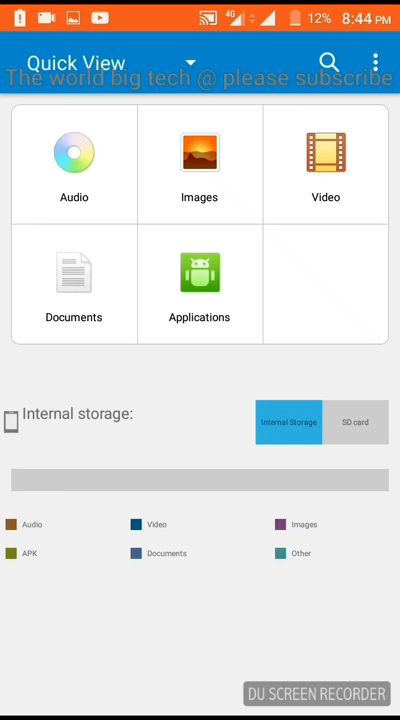 4G 12% 8:44 PM
Quick View
The world big tech @ please subscribe
Audio Images Video
Documents Applications
Internal storage:
Internal Storage SD card
Audio Video Images
APK Documents Other
DU SCREEN RECORDER